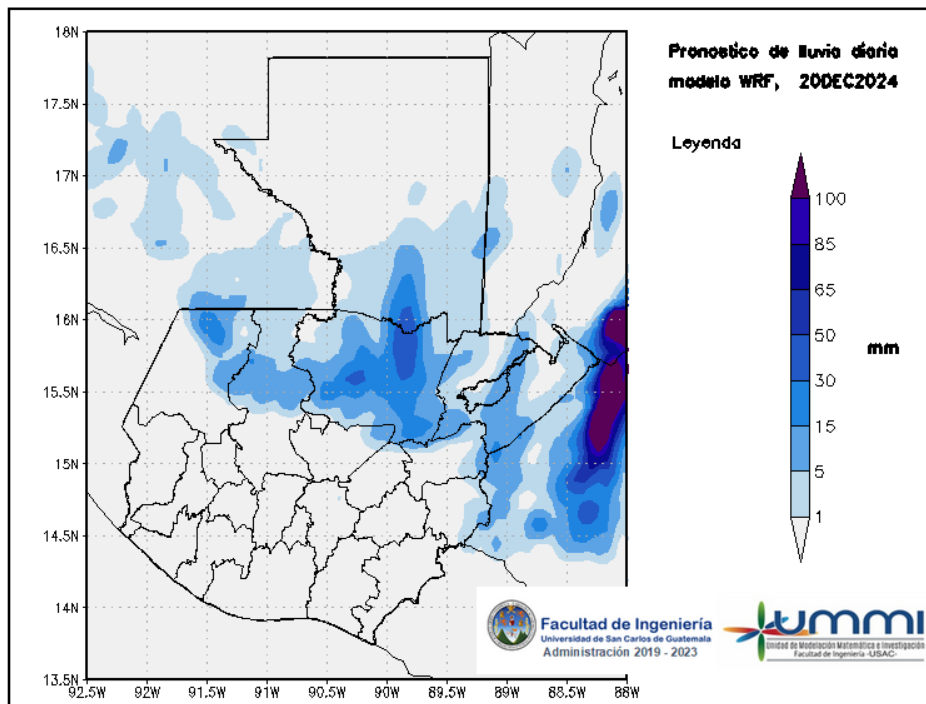 Pronostico de lluvia diaria
modelo WRF, 20DEC2024
Leyenda
100
85
65
50
30
15
5
1
mm
18N
17.5N
17N
16.5N
16N
15.5N
15N
14.5N
14N
13.5N
92.5W
92W
91.5W
91W
90.5W
90W
89.5W
89W
88.5W
88W
Facultad de Ingeniería
Universidad de San Carlos de Guatemala
Administración 2019 - 2023
ummi
Unidad de Modelación Matemática e Investigación
Facultad de Ingeniería -USAC-